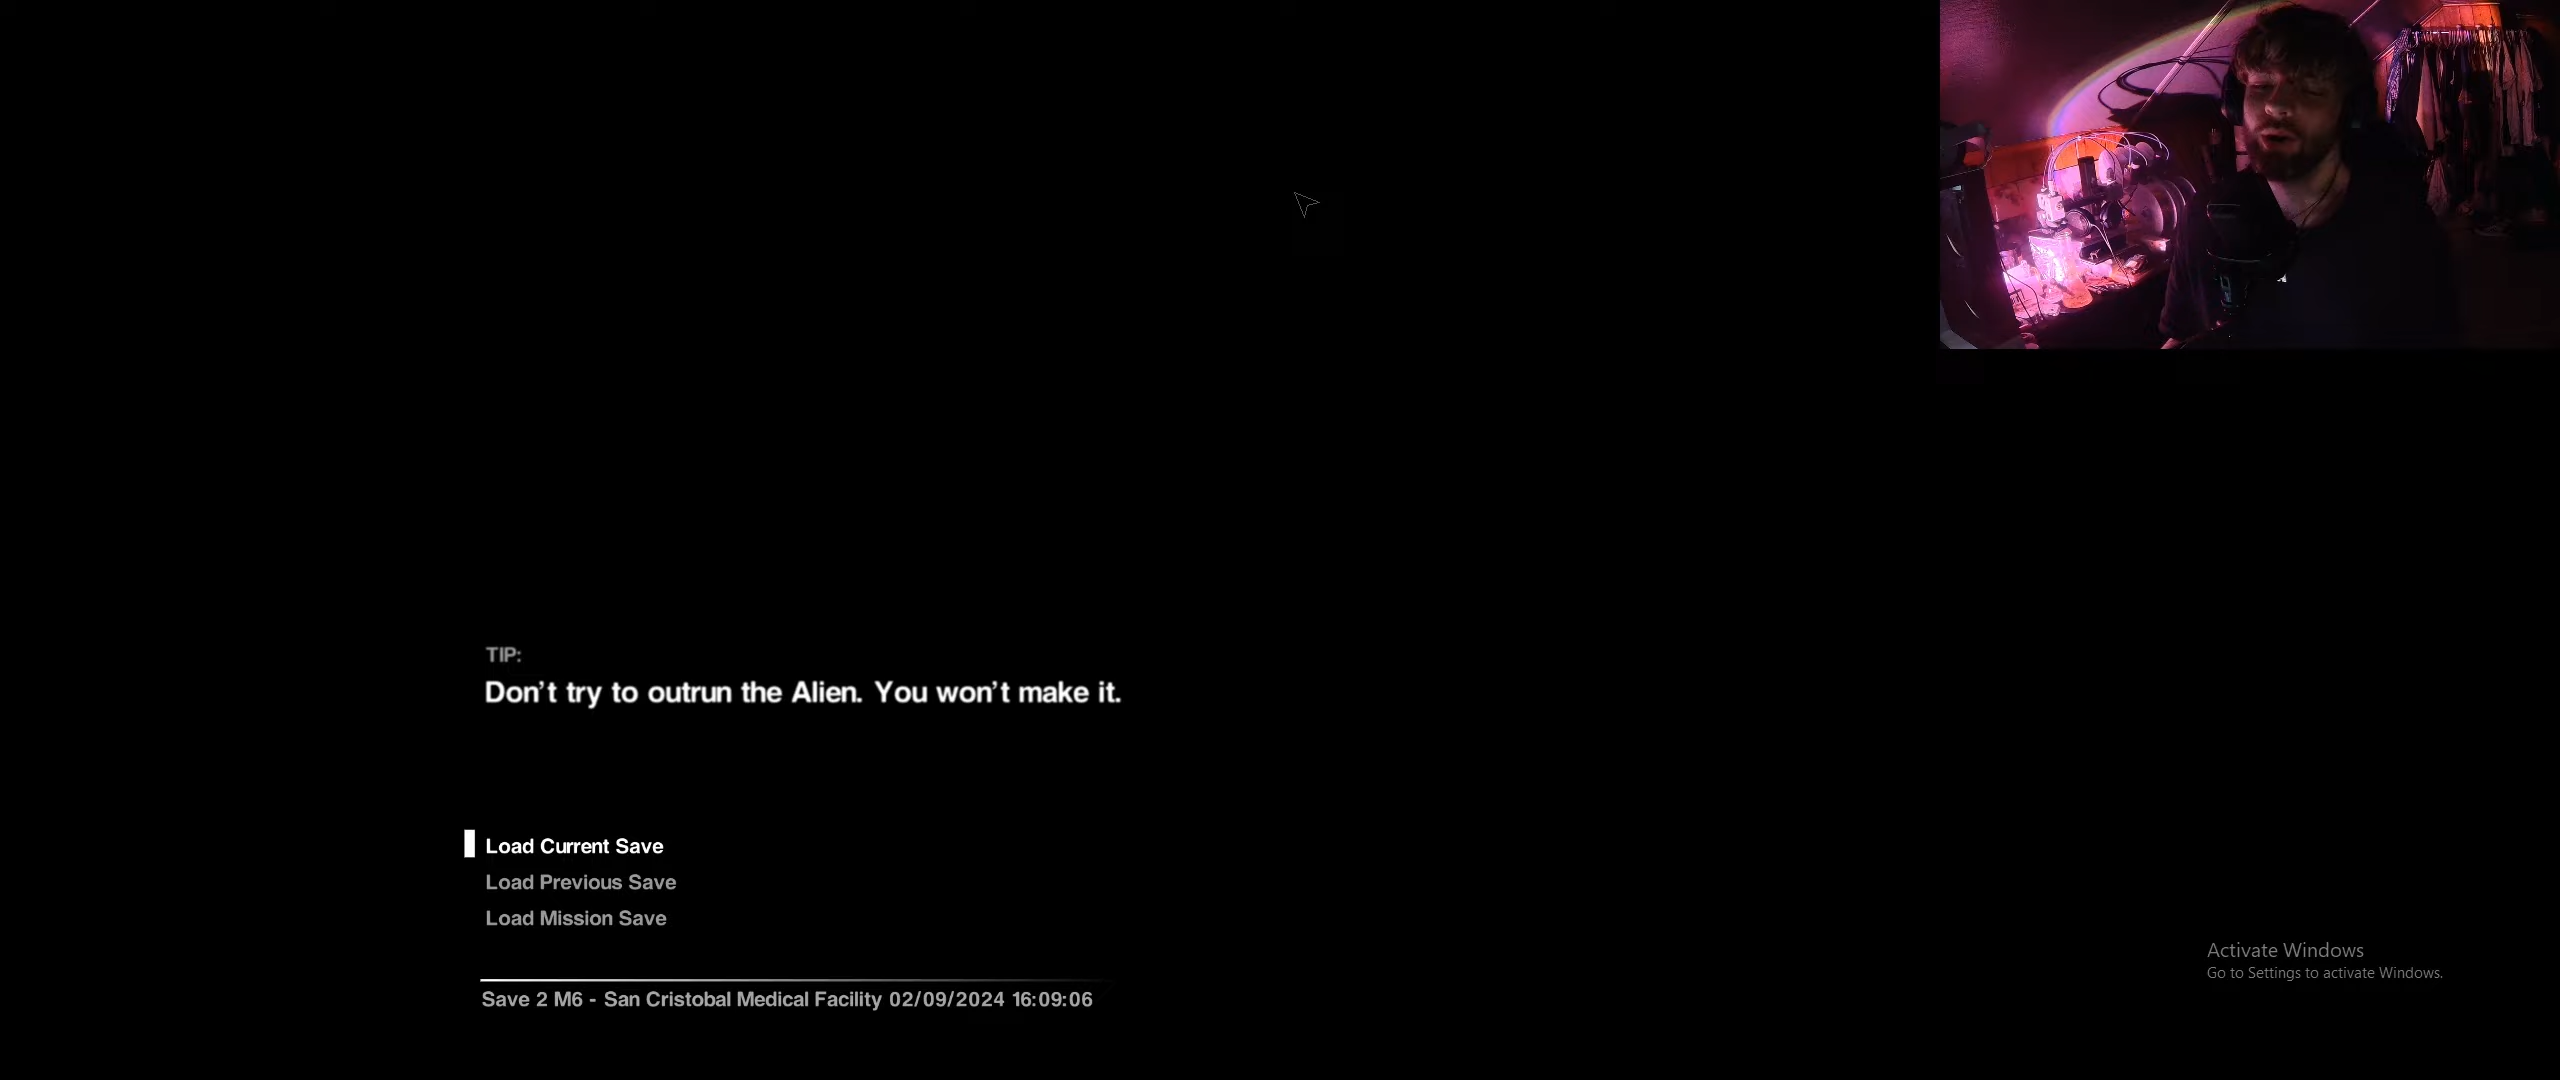 TIP:
Don't try to outrun the Alien. You won't make it.
Load Current Save
Load Previous Save
Load Mission Save
Activate Windows
Go to Settings to activate Windows.
Save 2 M6 - San Cristobal Medical Facility 02/09/2024 16:09:06